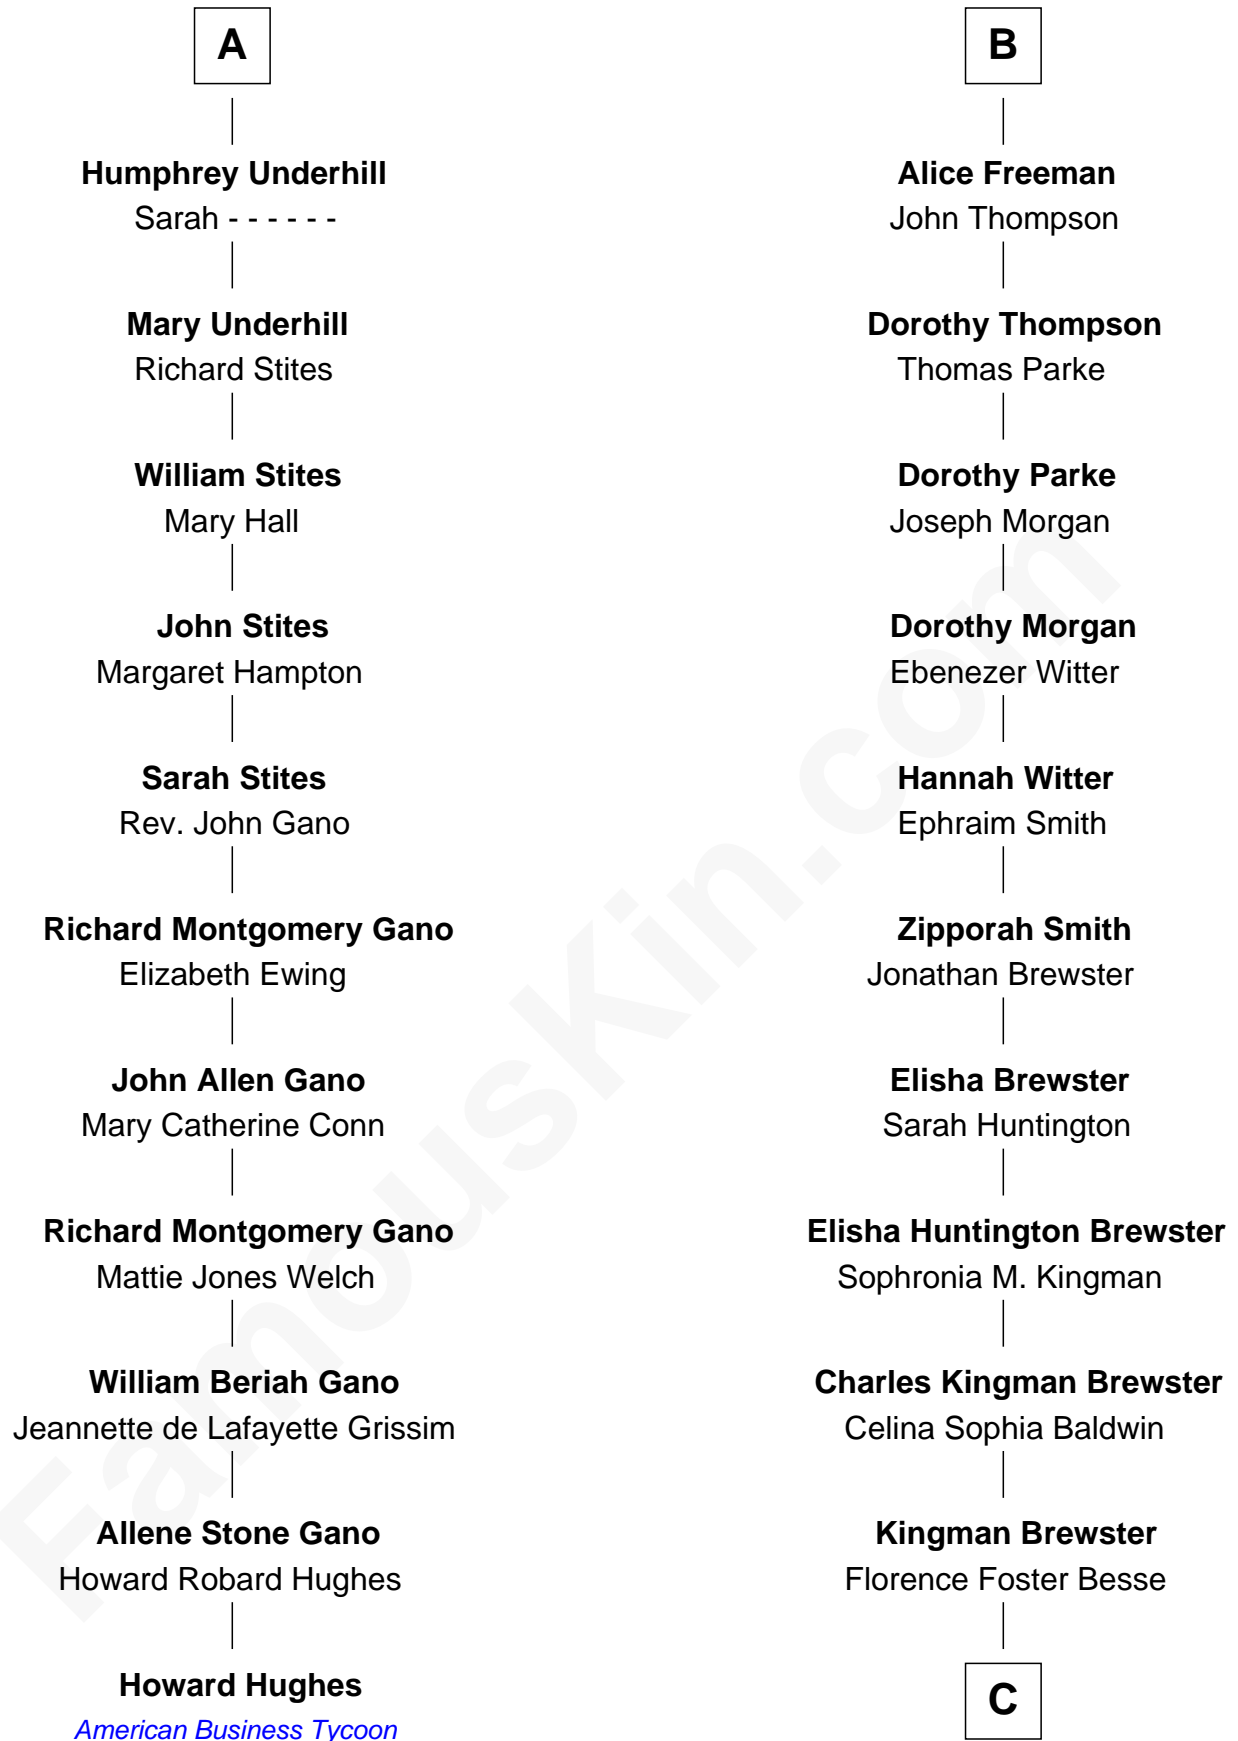 A
Humphrey Underhill
Sarah - - - - - -
Mary Underhill
Richard Stites
William Stites
Mary Hall
John Stites
Margaret Hampton
Sarah Stites
Rev. John Gano
Richard Montgomery Gano
Elizabeth Ewing
John Allen Gano
Mary Catherine Conn
Richard Montgomery Gano
Mattie Jones Welch
William Beriah Gano
Jeannette de Lafayette Grissim
Allene Stone Gano
Howard Robard Hughes
Howard Hughes
American Business Tycoon
B
Alice Freeman
John Thompson
Dorothy Thompson
Thomas Parke
Dorothy Parke
Joseph Morgan
Dorothy Morgan
Ebenezer Witter
Hannah Witter
Ephraim Smith
Zipporah Smith
Jonathan Brewster
Elisha Brewster
Sarah Huntington
Elisha Huntington Brewster
Sophronia M. Kingman
Charles Kingman Brewster
Celina Sophia Baldwin
Kingman Brewster
Florence Foster Besse
C
FamousKin.com